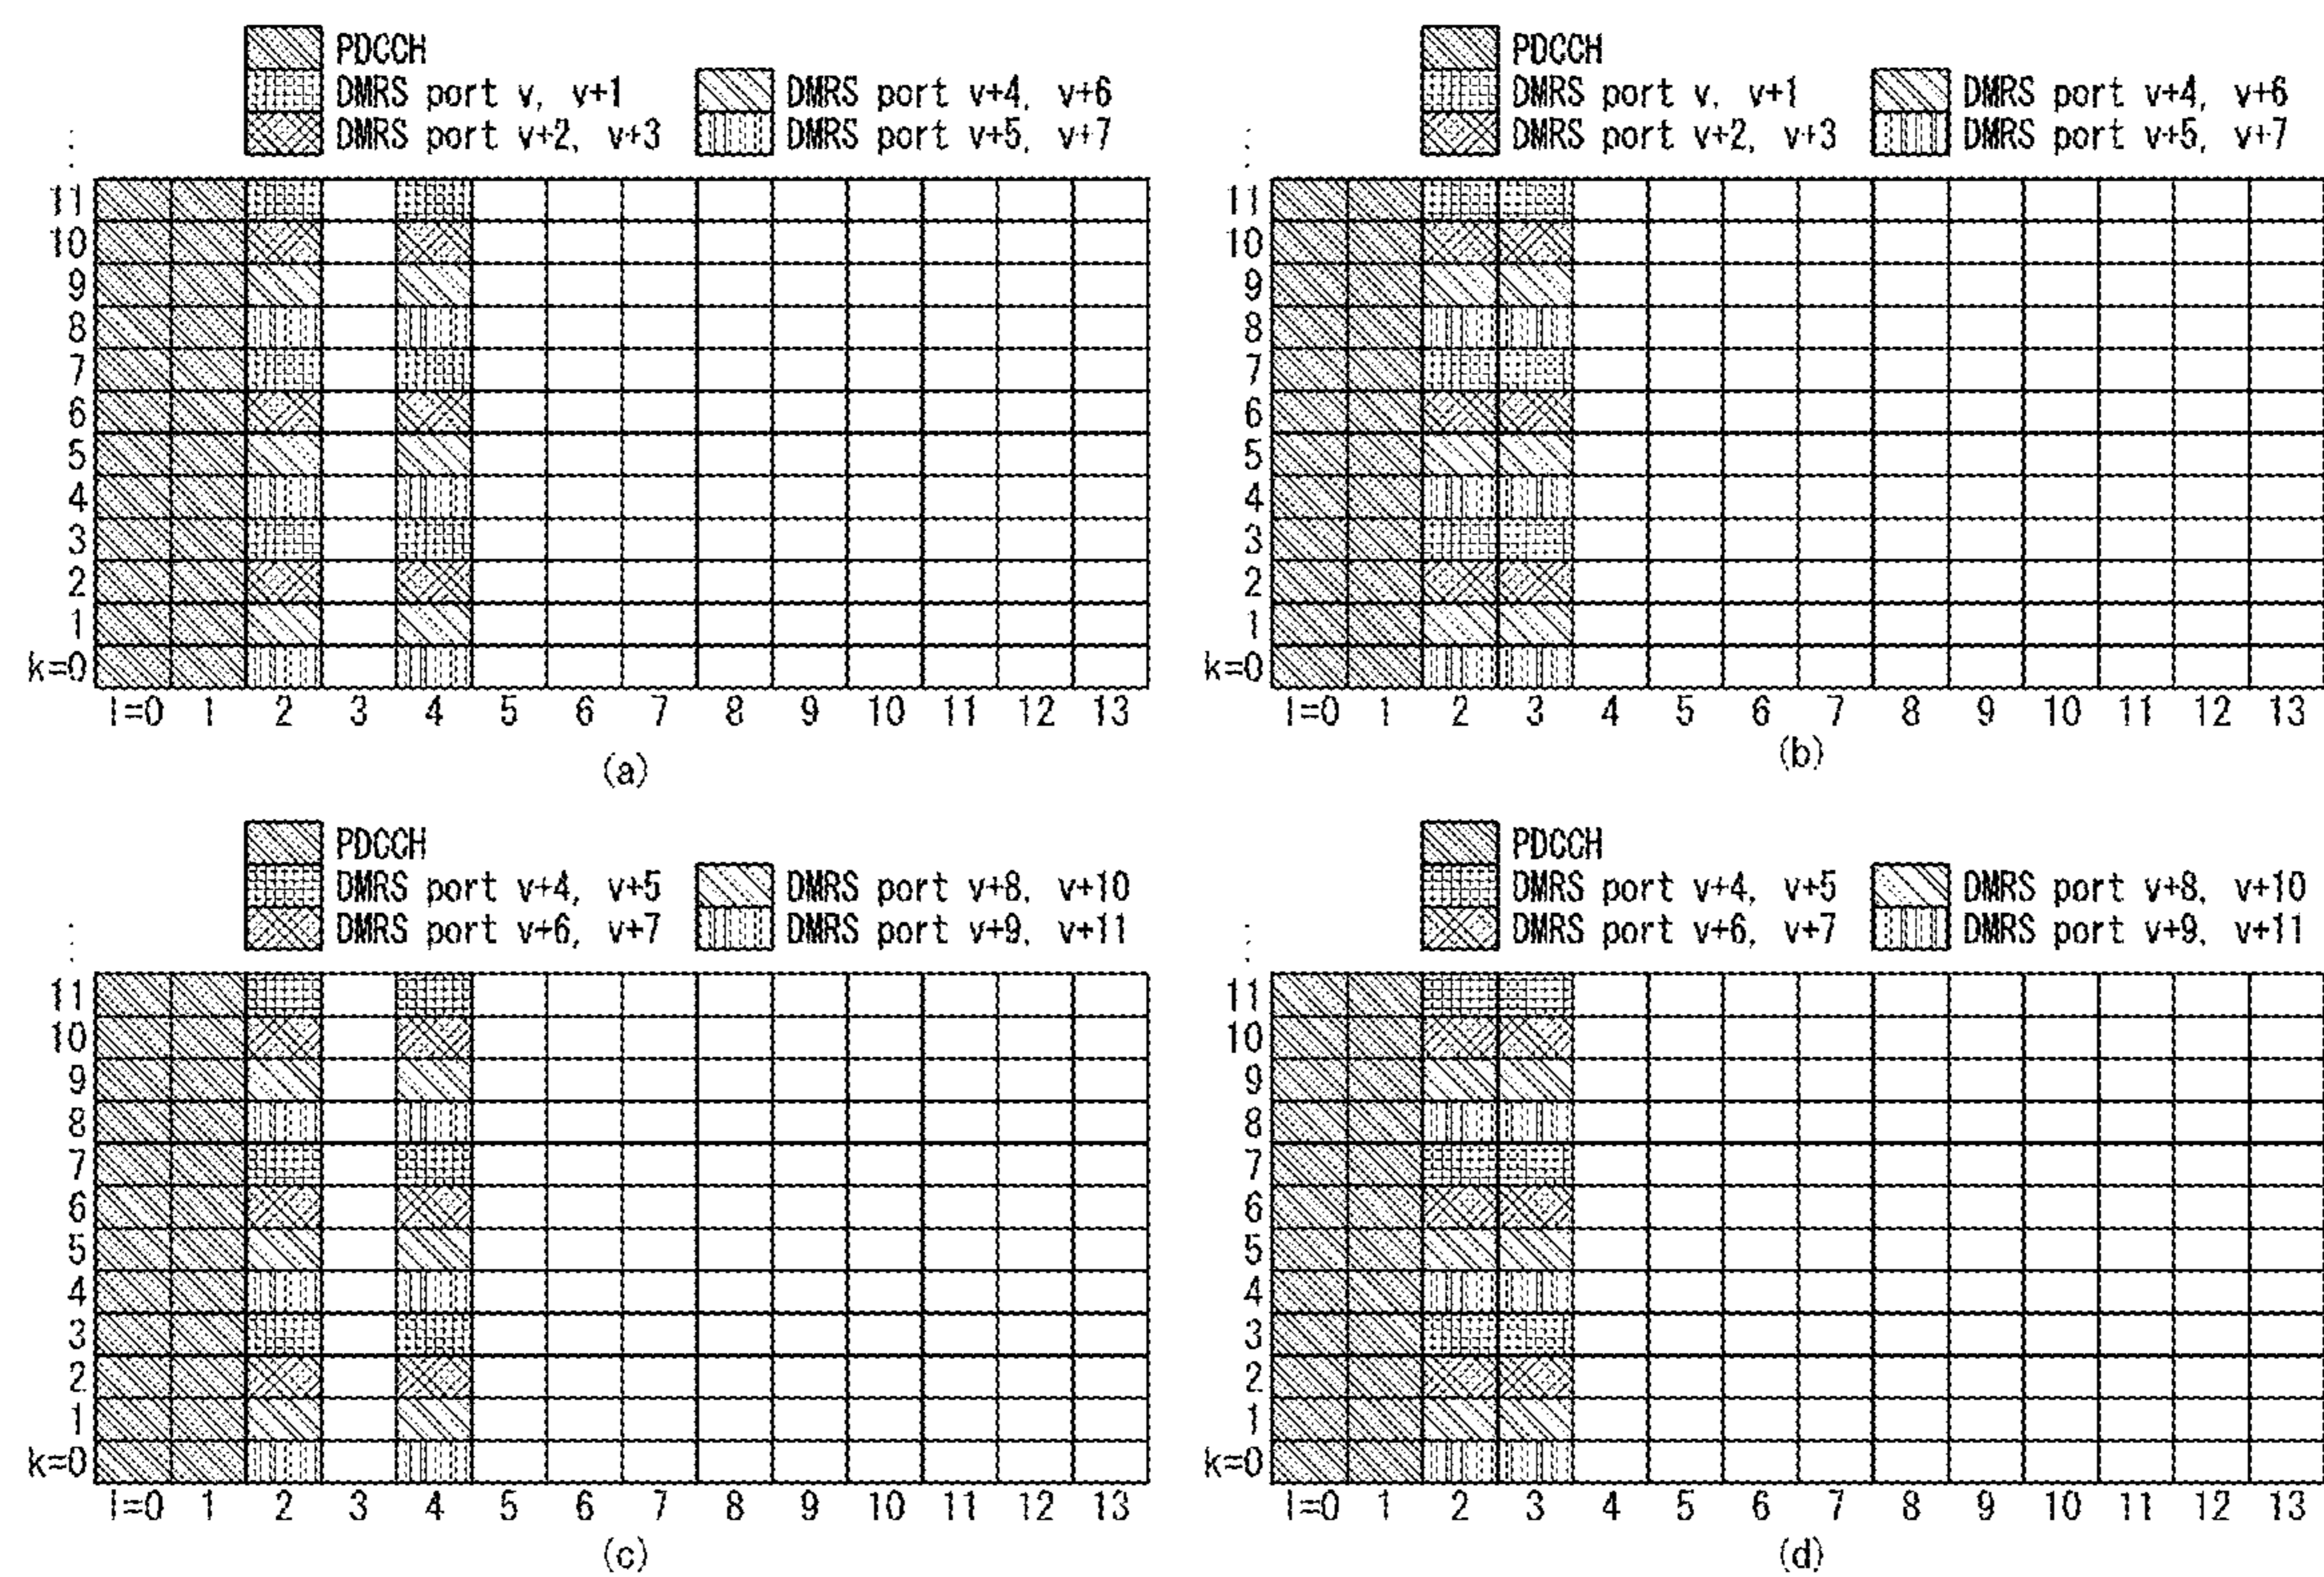 PDCCH
DMRS port v, v+1
DMRS port v+4, v+6
DMRS port v+2, v+3
DMRS port v+5, v+7
11
10
9
8
7
6
5
4
3
2
1
k=0
l=0 1 2 3 4 5 6 7 8 9 10 11 12 13
(a)
PDCCH
DMRS port v, v+1
DMRS port v+4, v+6
DMRS port v+2, v+3
DMRS port v+5, v+7
11
10
9
8
7
6
5
4
3
2
1
k=0
l=0 1 2 3 4 5 6 7 8 9 10 11 12 13
(b)
PDCCH
DMRS port v+4, v+5
DMRS port v+8, v+10
DMRS port v+6, v+7
DMRS port v+9, v+11
11
10
9
8
7
6
5
4
3
2
1
k=0
l=0 1 2 3 4 5 6 7 8 9 10 11 12 13
(c)
PDCCH
DMRS port v+4, v+5
DMRS port v+8, v+10
DMRS port v+6, v+7
DMRS port v+9, v+11
11
10
9
8
7
6
5
4
3
2
1
k=0
l=0 1 2 3 4 5 6 7 8 9 10 11 12 13
(d)